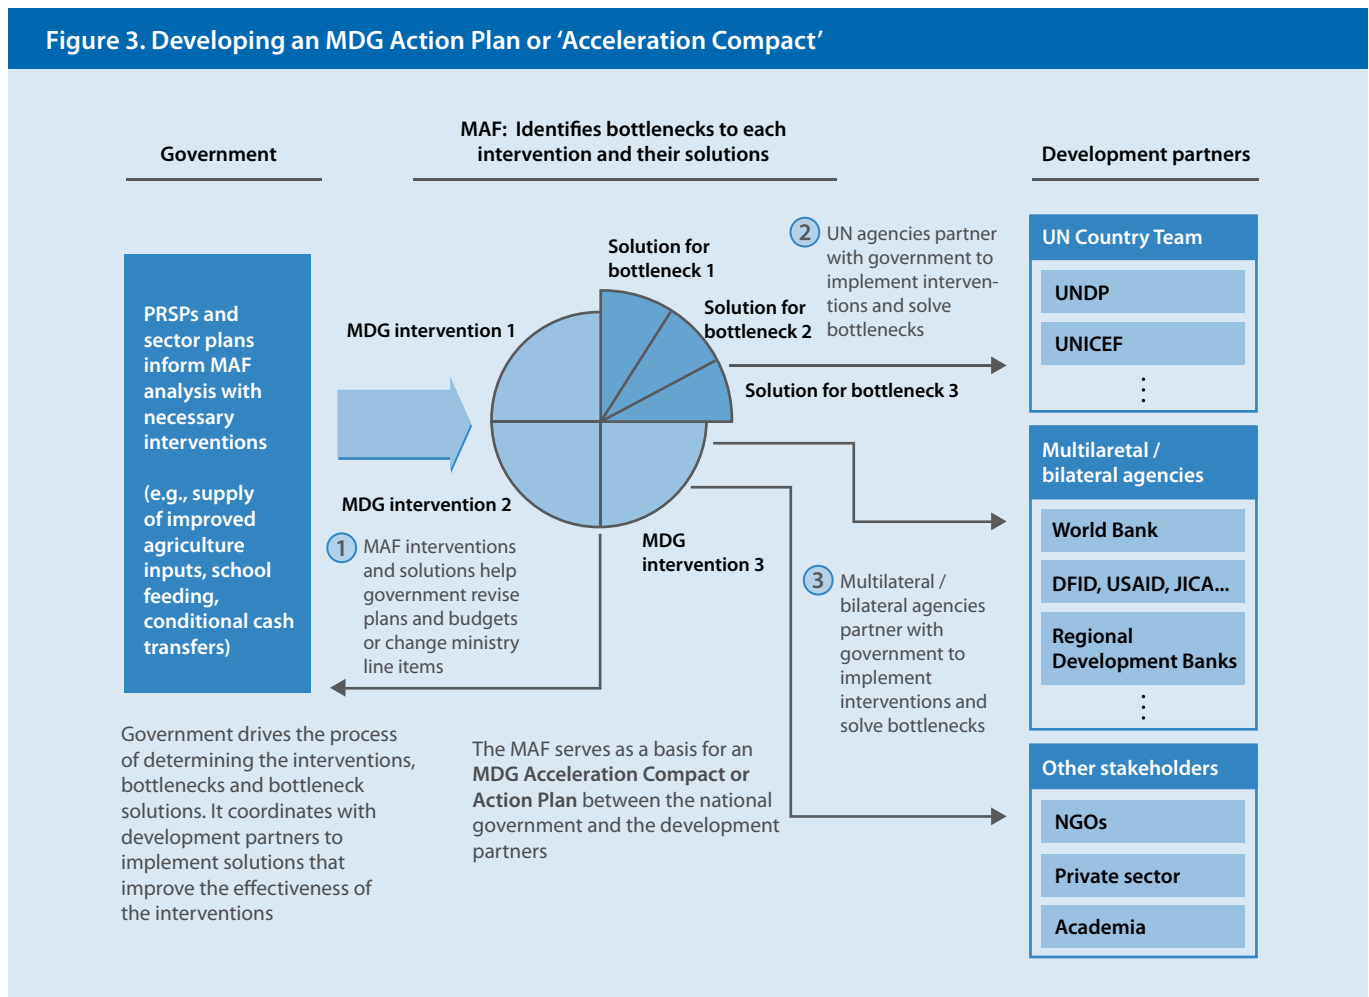 Figure 3. Developing an MDG Action Plan or ‘Acceleration Compact’
Government
MAF:  Identifies bottlenecks to each
intervention and their solutions
Development partners
PRSPs and
sector plans
inform MAF
analysis with
necessary
interventions
(e.g., supply
of improved
agriculture
inputs, school
feeding,
conditional cash
transfers)
MDG intervention 1
MDG intervention 2
MDG
intervention 3
Solution for
bottleneck 1
Solution for
bottleneck 2
Solution for bottleneck 3
1
MAF interventions
and solutions help
government revise
plans and budgets
or change ministry
line items
2
UN agencies partner
with government to
implement interven-
tions and solve
bottlenecks
3
Multilateral /
bilateral agencies
partner with
government to
implement
interventions and
solve bottlenecks
UN Country Team
UNDP
UNICEF
Multilaretal /
bilateral agencies
World Bank
DFID, USAID, JICA...
Regional
Development Banks
Other stakeholders
NGOs
Private sector
Academia
Government drives the process
of determining the interventions,
bottlenecks and bottleneck
solutions. It coordinates with
development partners to
implement solutions that
improve the effectiveness of
the interventions
The MAF serves as a basis for an
MDG Acceleration Compact or
Action Plan between the national
government and the development
partners